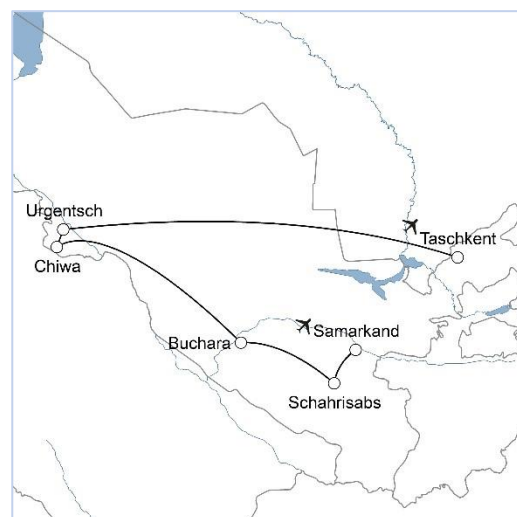 Urgentsch
Taschkent
Chiwa
Samarkand
Buchara
Schahrisabs